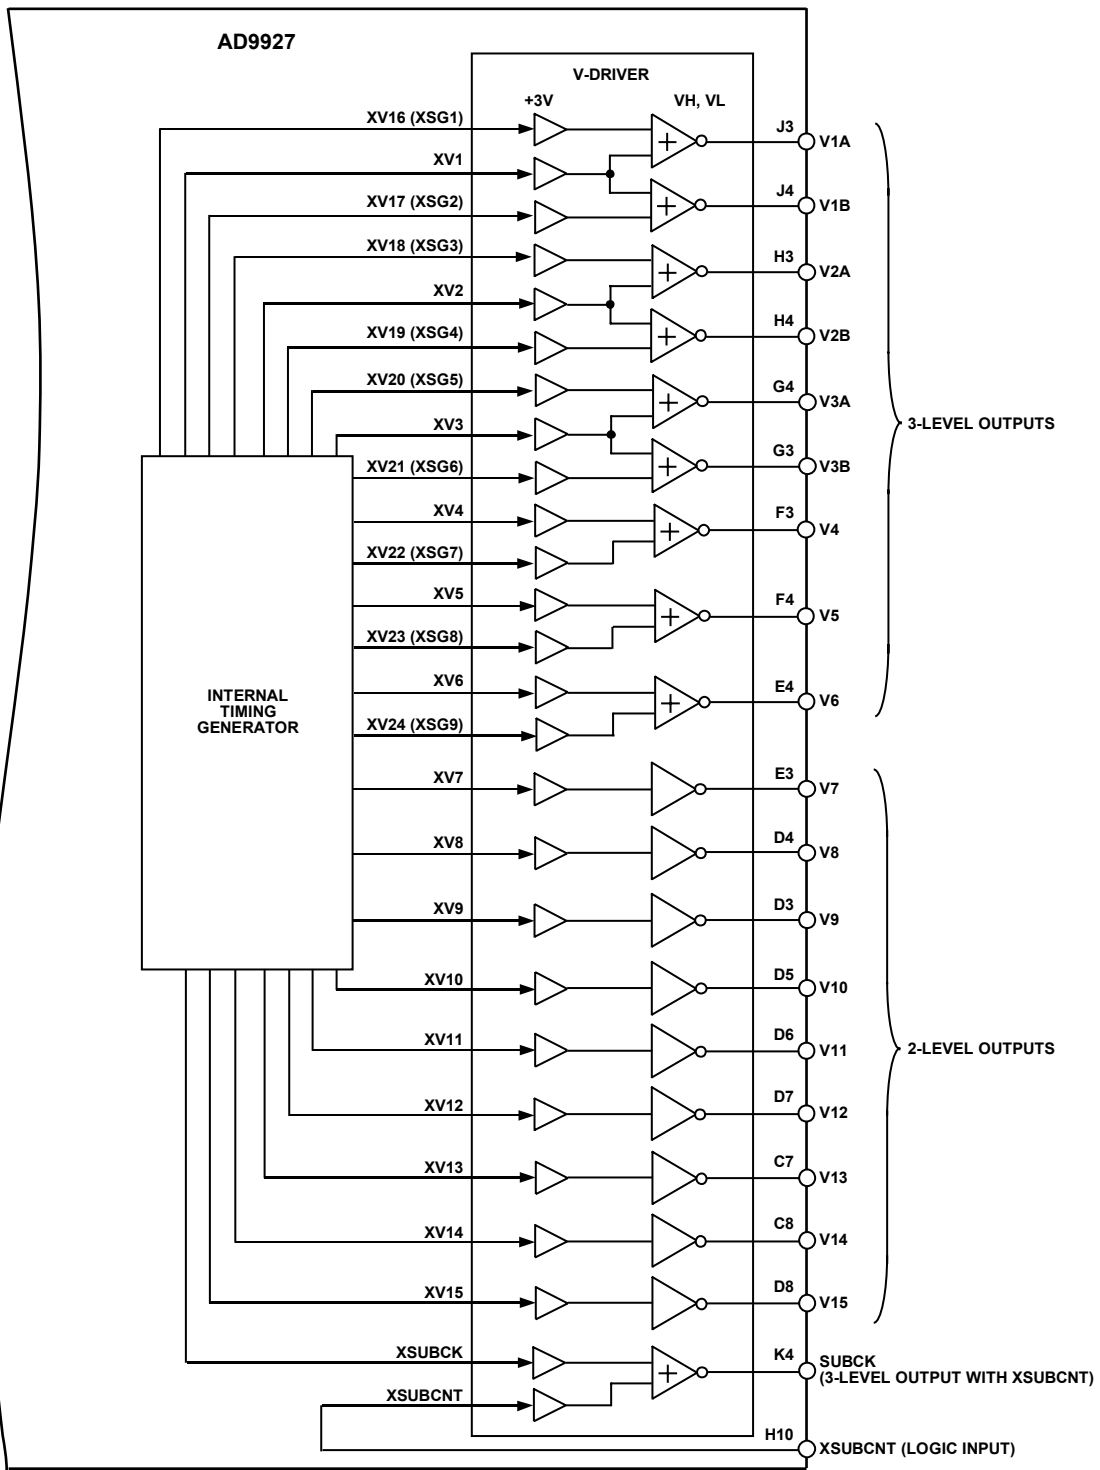 AD9927
V-DRIVER
+3V
VH, VL
XV16 (XSG1)
J3
V1A
XV1
J4
V1B
XV17 (XSG2)
XV18 (XSG3)
H3
V2A
XV2
H4
V2B
XV19 (XSG4)
XV20 (XSG5)
G4
V3A
3-LEVEL OUTPUTS
XV3
G3
V3B
XV21 (XSG6)
XV4
F3
V4
XV22 (XSG7)
XV5
F4
V5
XV23 (XSG8)
XV6
E4
V6
XV24 (XSG9)
INTERNAL
TIMING
GENERATOR
XV7
E3
V7
XV8
D4
V8
XV9
D3
V9
XV10
D5
V10
XV11
D6
V11
2-LEVEL OUTPUTS
XV12
D7
V12
XV13
C7
V13
XV14
C8
V14
XV15
D8
V15
XSUBCK
K4
SUBCK
(3-LEVEL OUTPUT WITH XSUBCNT)
XSUBCNT
H10
XSUBCNT (LOGIC INPUT)